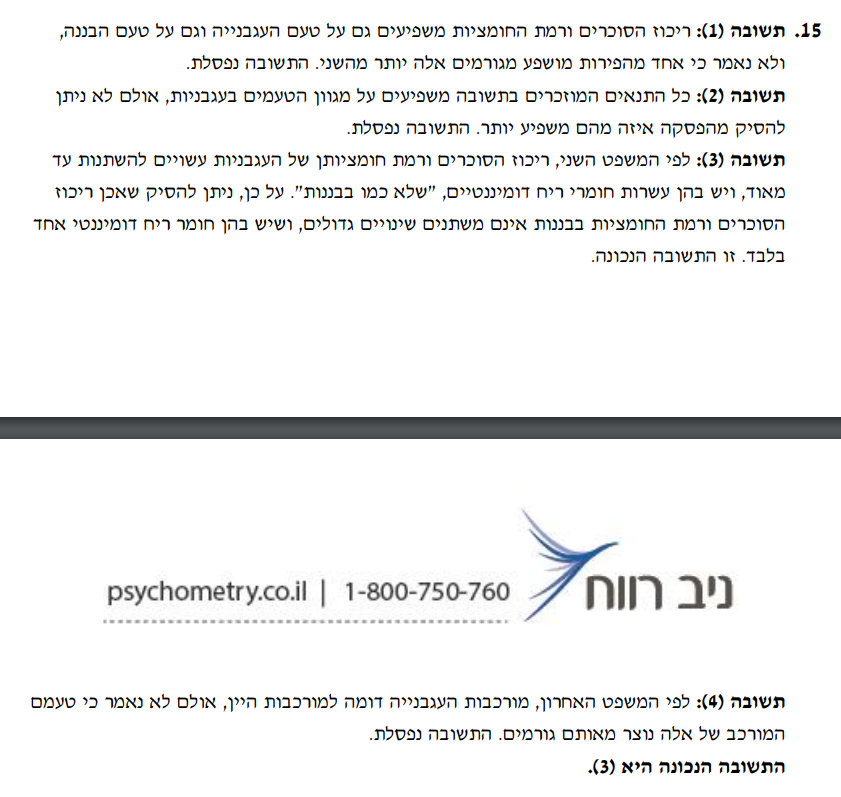 15. תשובה (1): ריכוז הסוכרים ורמת החומציות משפיעים גם על טעם העגבנייה וגם על טעם הבננה,
ולא נאמר כי אחד מהפירות מושפע מגורמים אלה יותר מהשני. התשובה נפסלת.
תשובה (2): כל התנאים המוזכרים בתשובה משפיעים על מגוון הטעמים בעגבניות, אולם לא ניתן
להסיק מהפסקה איזה מהם משפיע יותר. התשובה נפסלת.
תשובה (3): לפי המשפט השני, ריכוז הסוכרים ורמת חומציותן של העגבניות עשויים להשתנות עד
מאוד, ויש בהן עשרות חומרי ריח דומיננטיים, "שלא כמו בבננות". על כן, ניתן להסיק שאכן ריכוז
הסוכרים ורמת החומציות בבננות אינם משתנים שינויים גדולים, ושיש בהן חומר ריח דומיננטי אחד
בלבד. זו התשובה הנכונה.
ניב רווח
psychometry.co.il | 1-800-750-760
תשובה (4): לפי המשפט האחרון, מורכבות העגבנייה דומה למורכבות היין, אולם לא נאמר כי טעמם
המורכב של אלה נוצר מאותם גורמים. התשובה נפסלת.
התשובה הנכונה היא (3).